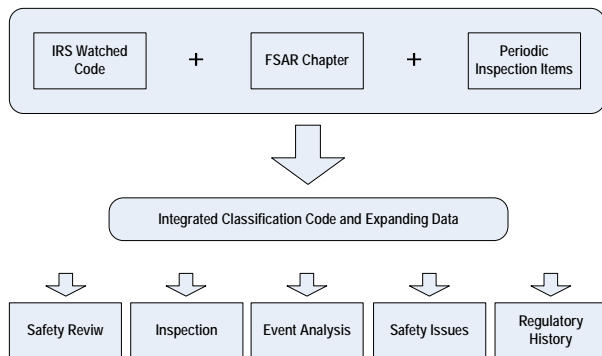 IRS Watched
Code
+
FSAR Chapter
+
Periodic
Inspection Items
Integrated Classification Code and Expanding Data
Safety Reviw
Inspection
Event Analysis
Safety Issues
Regulatory
History